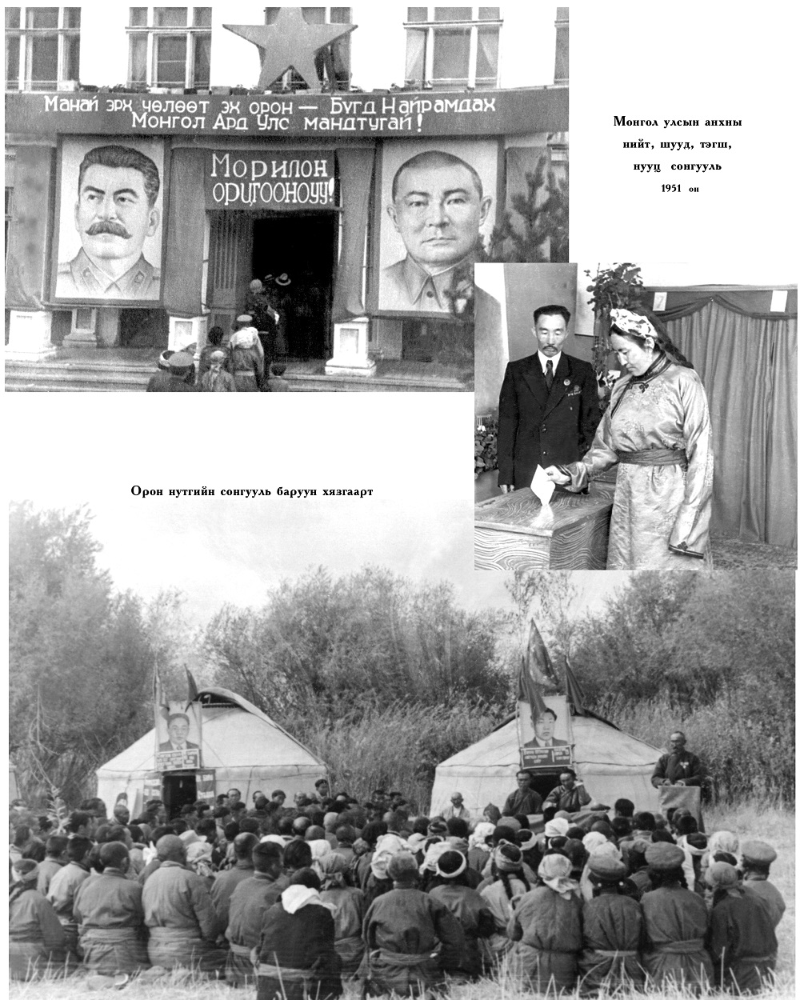 Манай эрх чөлөөт эх орон — Бүгд Найрамдах
Монгол Ард Улс мандтугай!
Морилон
орцгооноуу!
Монгол улсын анхны
нийт, шууд, тэгш,
нууц сонгууль
1951 он
Орон нутгийн сонгууль баруун хязгаарт